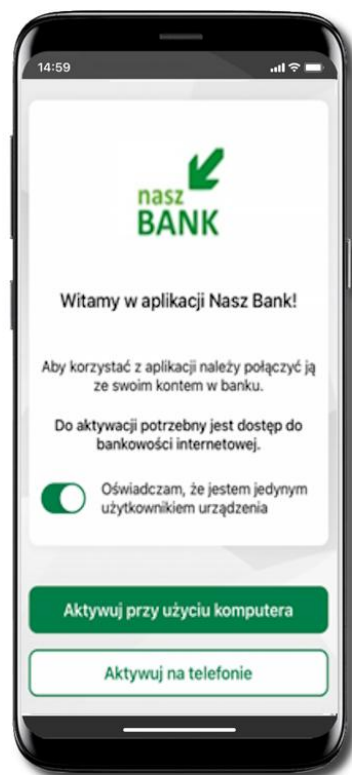 14:59
nasz
BANK
Witamy w aplikacji Nasz Bank!
Aby korzystać z aplikacji należy połączyć ją
ze swoim kontem w banku.
Do aktywacji potrzebny jest dostęp do
bankowości internetowej.
Oświadczam, że jestem jedynym
użytkownikiem urządzenia
Aktywuj przy użyciu komputera
Aktywuj na telefonie